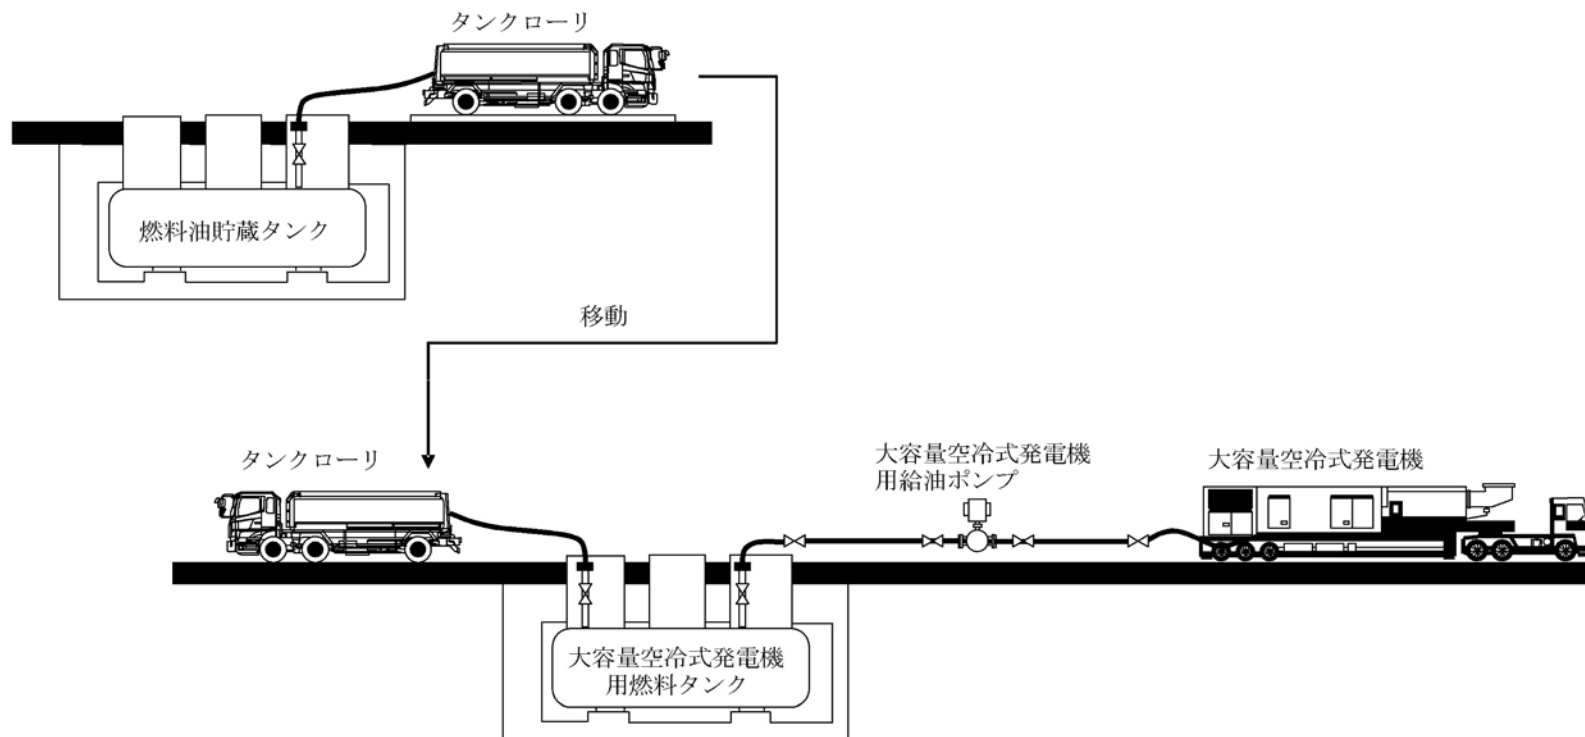 タンクローリ
燃料油貯蔵タンク
移動
タンクローリ
大容量空冷式発電機
用給油ポンプ
大容量空冷式発電機
大容量空冷式発電機
用燃料タンク